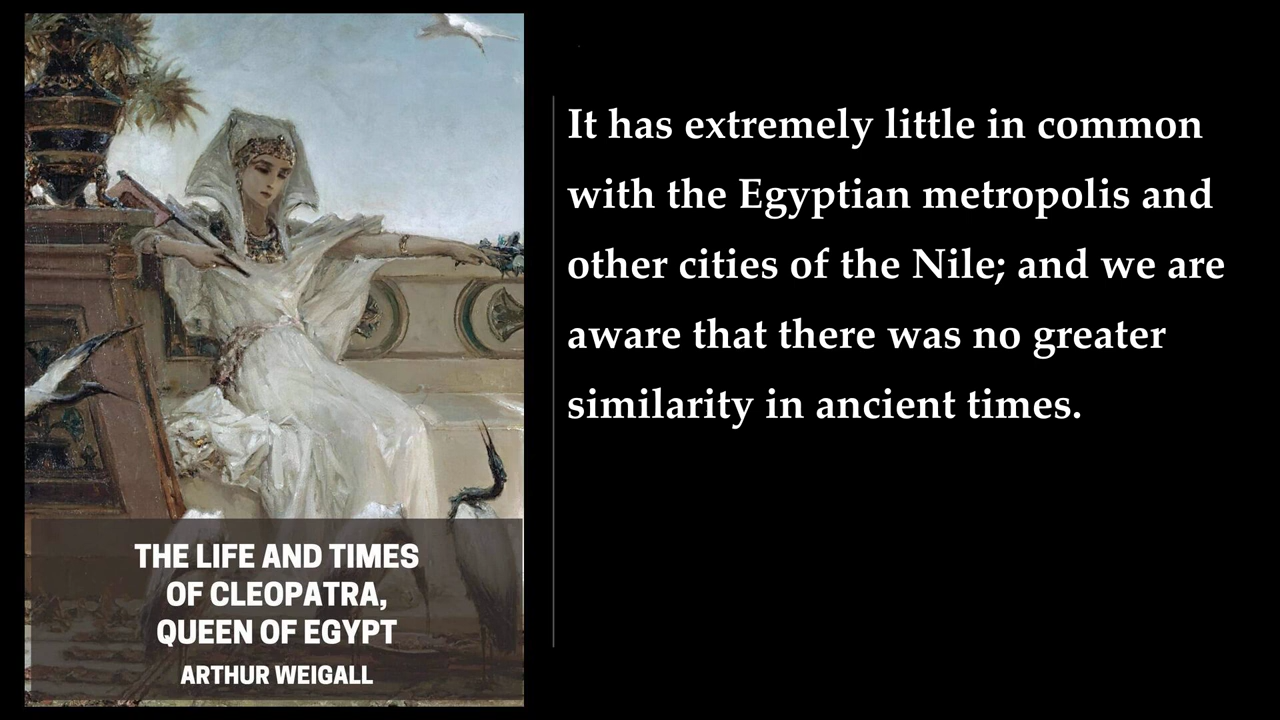 THE LIFE AND TIMES
OF CLEOPATRA,
QUEEN OF EGYPT
ARTHUR WEIGALL
It has extremely little in common
with the Egyptian metropolis and
other cities of the Nile; and we are
aware that there was no greater
similarity in ancient times.